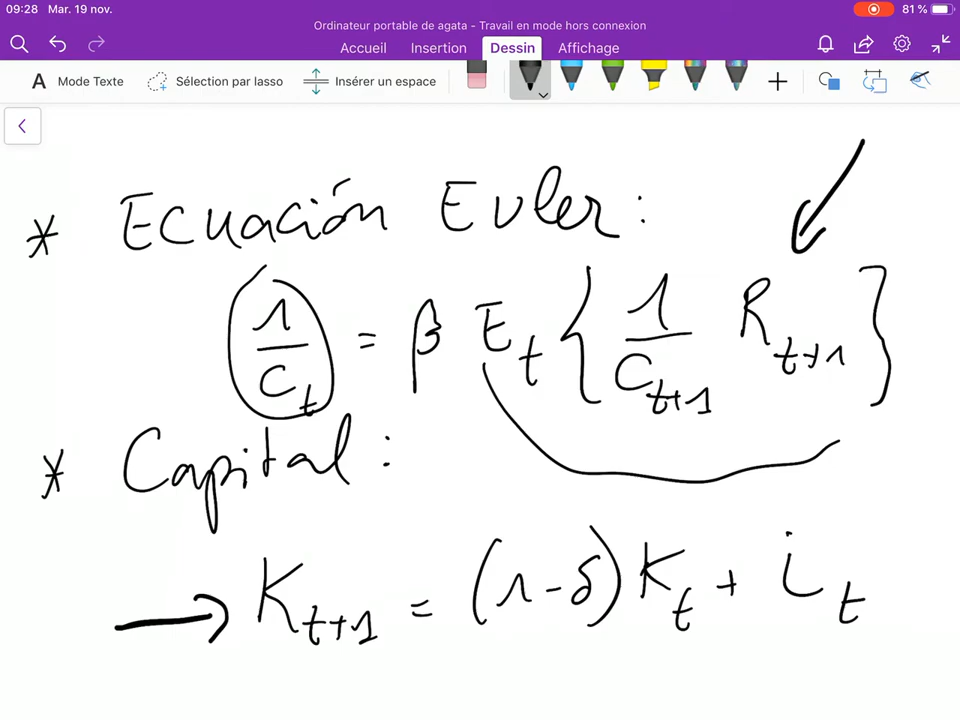 09:28 Mar. 19 nov. 81 %
Ordinateur portable de agata - Travail en mode hors connexion
Accueil Insertion Dessin Affichage
A Mode Texte Sélection par lasso Insérer un espace
* Ecuación Euler:
1/C_t = β E_t { 1/C_{t+1} R_{t+1} }
* Capital:
→ K_{t+1} = (1-δ) K_t + i_t